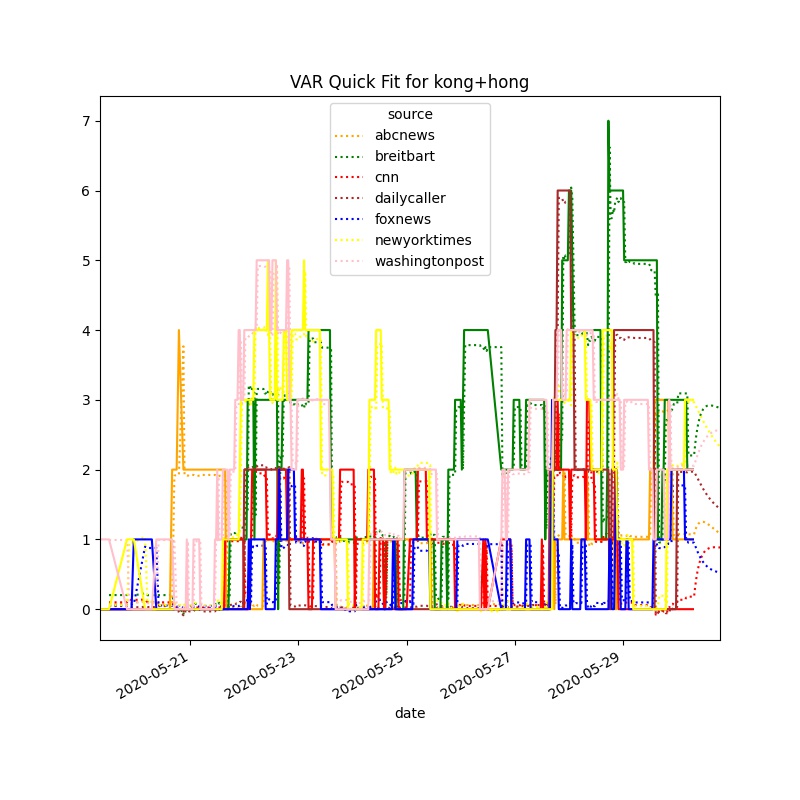 VAR Quick Fit for kong+hong
source
abcnews
breitbart
cnn
dailycaller
foxnews
newyorktimes
washingtonpost
7
6
5
4
3
2
1
0
2020-05-21
2020-05-23
2020-05-25
2020-05-27
2020-05-29
date